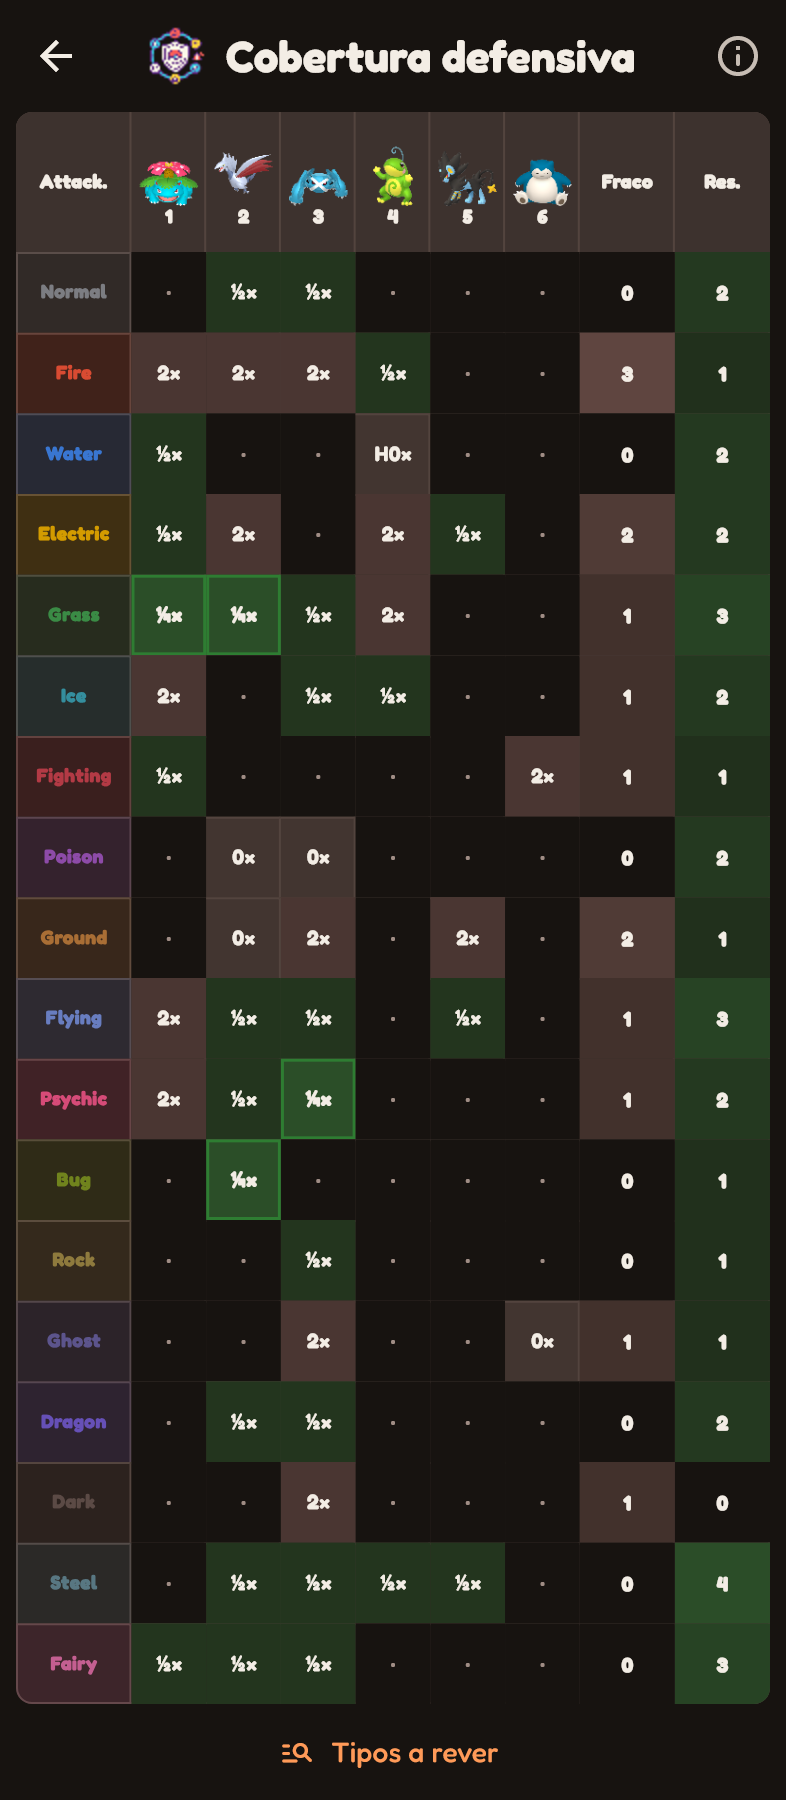 Cobertura defensiva
Attack. 1 2 3 4 5 6 Fraco Res.
Normal · ½x ½x · · · 0 2
Fire 2x 2x 2x ½x · · 3 1
Water ½x · · H0x · · 0 2
Electric ½x 2x · 2x ½x · 2 2
Grass ¼x ¼x ½x 2x · · 1 3
Ice 2x · ½x ½x · · 1 2
Fighting ½x · · · · 2x 1 1
Poison · 0x 0x · · · 0 2
Ground · 0x 2x · 2x · 2 1
Flying 2x ½x ½x · ½x · 1 3
Psychic 2x ½x ¼x · · · 1 2
Bug · ¼x · · · · 0 1
Rock · · ½x · · · 0 1
Ghost · · 2x · · 0x 1 1
Dragon · ½x ½x · · · 0 2
Dark · · 2x · · · 1 0
Steel · ½x ½x ½x ½x · 0 4
Fairy ½x ½x ½x · · · 0 3
Tipos a rever